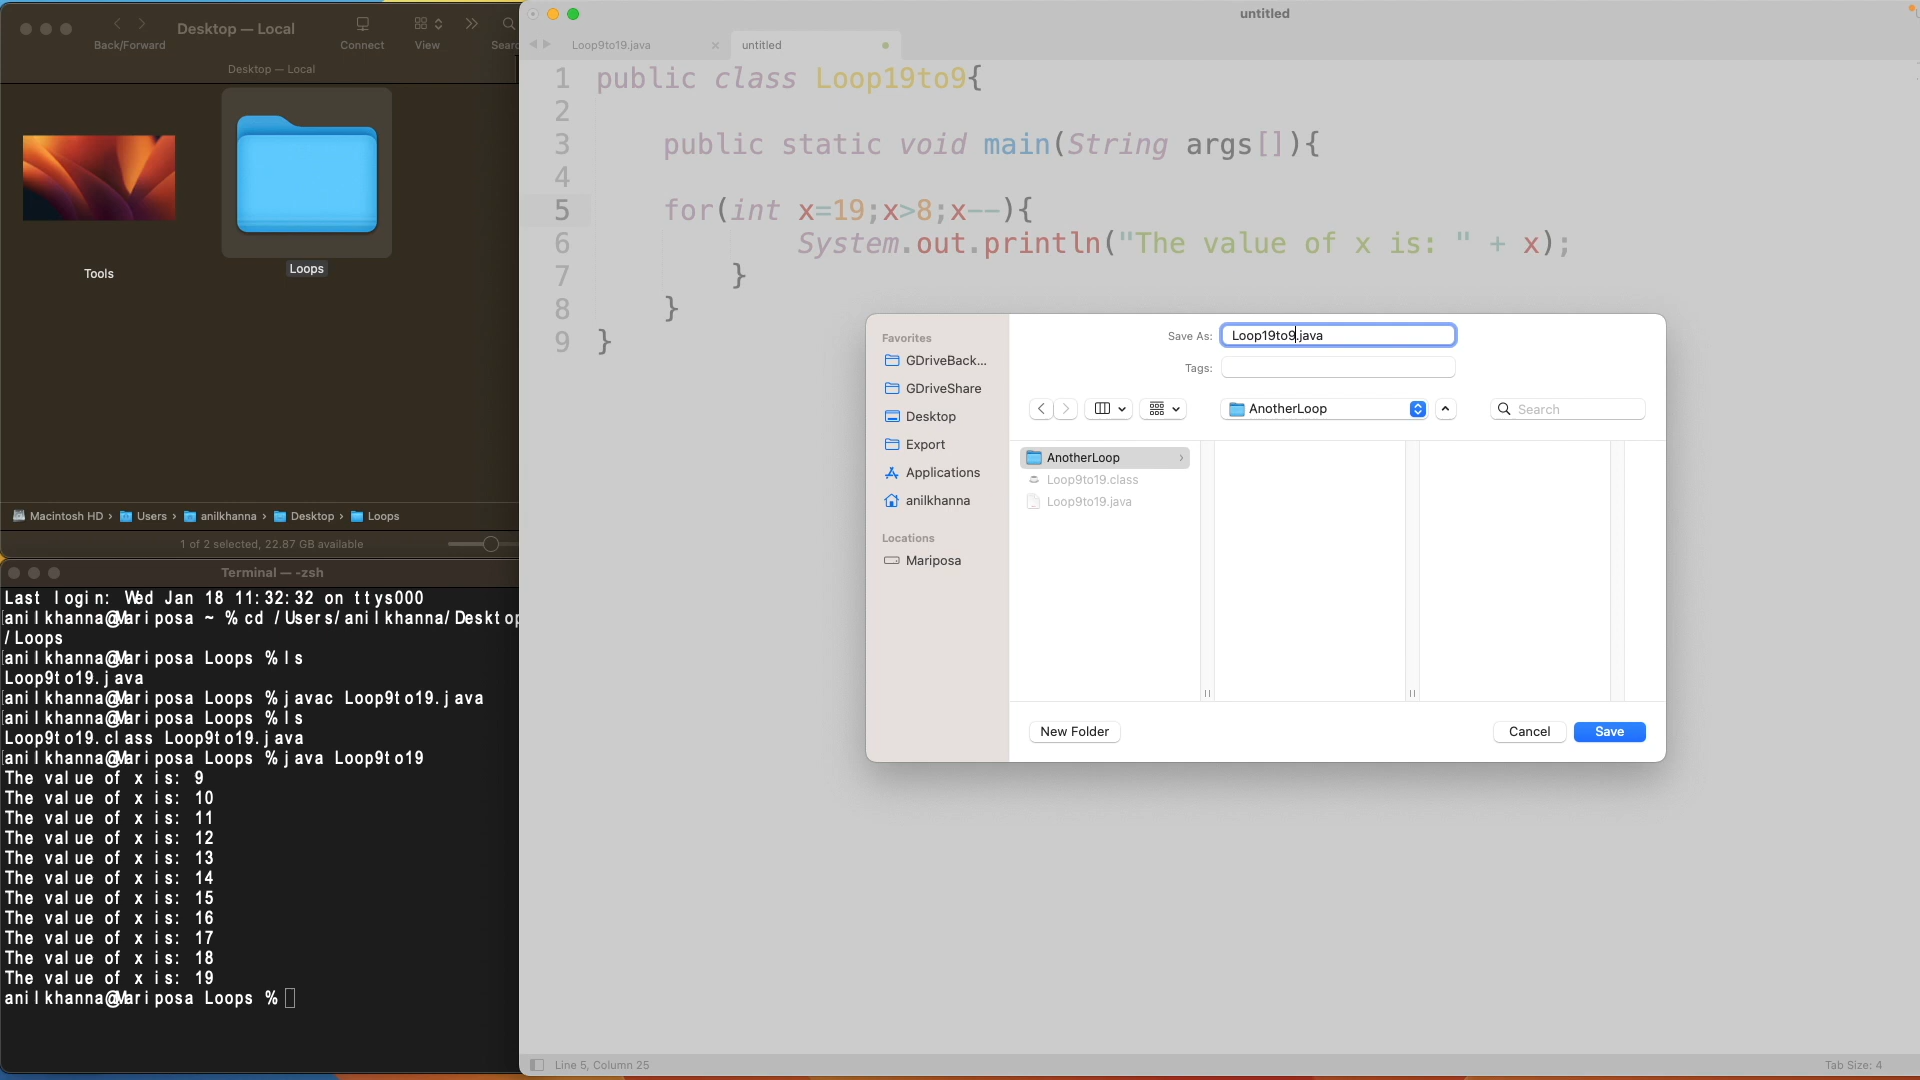 Desktop — Local
Back/Forward
Connect
View
Desktop — Local
Tools
Loops
Macintosh HD › Users › anilkhanna › Desktop › Loops
1 of 2 selected, 22.87 GB available
Terminal — -zsh
Last login: Wed Jan 18 11:32:32 on ttys000
anilkhanna@Mariposa ~ % cd /Users/anilkhanna/Desktop
/Loops
anilkhanna@Mariposa Loops % ls
Loop9to19.java
anilkhanna@Mariposa Loops % javac Loop9to19.java
anilkhanna@Mariposa Loops % ls
Loop9to19.class Loop9to19.java
anilkhanna@Mariposa Loops % java Loop9to19
The value of x is: 9
The value of x is: 10
The value of x is: 11
The value of x is: 12
The value of x is: 13
The value of x is: 14
The value of x is: 15
The value of x is: 16
The value of x is: 17
The value of x is: 18
The value of x is: 19
anilkhanna@Mariposa Loops %
untitled
Loop9to19.java
untitled
1 public class Loop19to9{
2
3 public static void main(String args[]){
4
5 for(int x=19;x>8;x--){
6 System.out.println("The value of x is: " + x);
7 }
8 }
9 }
Favorites
GDriveBack...
GDriveShare
Desktop
Export
Applications
anilkhanna
Locations
Mariposa
Save As: Loop19to9.java
Tags:
AnotherLoop
Search
AnotherLoop
Loop9to19.class
Loop9to19.java
New Folder
Cancel
Save
Line 5, Column 25
Tab Size: 4